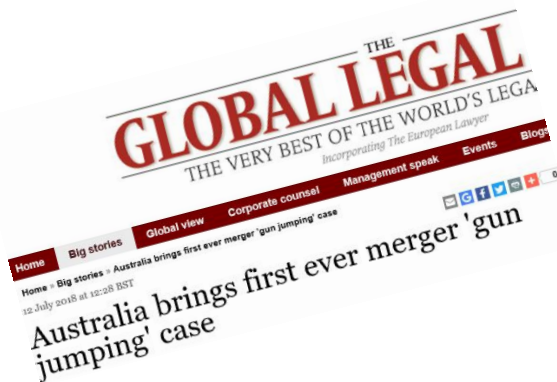 THE
GLOBAL LEGAL
THE VERY BEST OF THE WORLD'S LEGA
Incorporating The European Lawyer
Home Big stories Global view Corporate counsel Management speak Events Blogs
Home » Big stories » Australia brings first ever merger 'gun jumping' case
12 July 2018 at 12:28 BST
0
Australia brings first ever merger 'gun
jumping' case